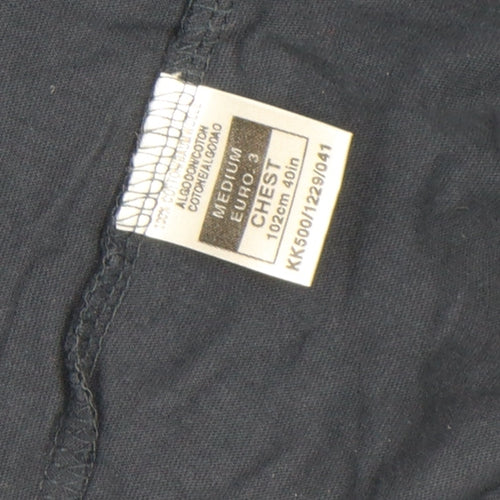 ALGODON/COTON
COTONE/ALGODAO
MEDIUM
EURO. 3
CHEST
102cm 40in
KK500/1229/041